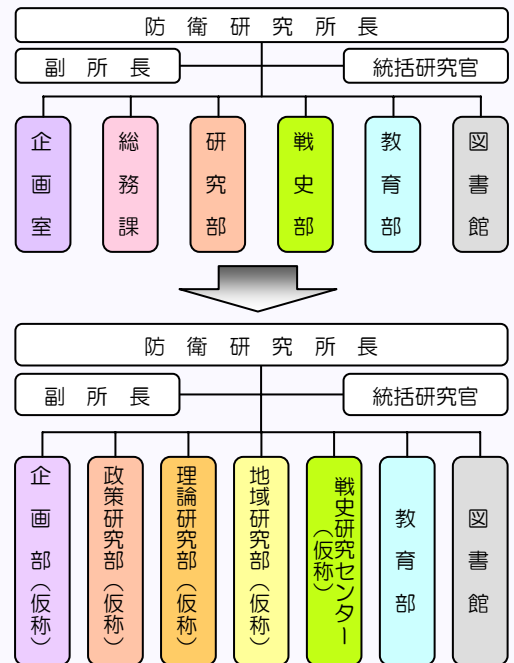 防衛研究所長
副所長
統括研究官
企画室
総務課
研究部
戦史部
教育部
図書館
防衛研究所長
副所長
統括研究官
企画部(仮称)
政策研究部(仮称)
理論研究部(仮称)
地域研究部(仮称)
戦史研究センター
(仮称)
教育部
図書館